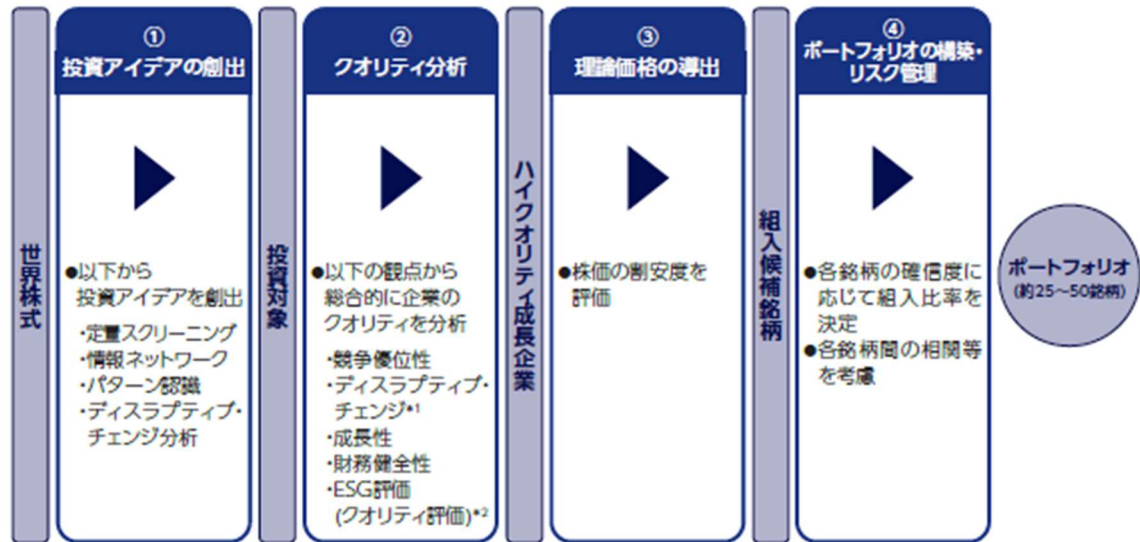 世界株式
①
投資アイデアの創出
●以下から
投資アイデアを創出
・定量スクリーニング
・情報ネットワーク
・パターン認識
・ディスラプティブ・
チェンジ分析
投資対象
②
クオリティ分析
●以下の観点から
総合的に企業の
クオリティを分析
・競争優位性
・ディスラプティブ・
チェンジ*1
・成長性
・財務健全性
・ESG評価
(クオリティ評価)*2
ハイクオリティ成長企業
③
理論価格の導出
●株価の割安度を
評価
組入候補銘柄
④
ポートフォリオの構築・
リスク管理
●各銘柄の確信度に
応じて組入比率を
決定
●各銘柄間の相関等
を考慮
ポートフォリオ
(約25~50銘柄)